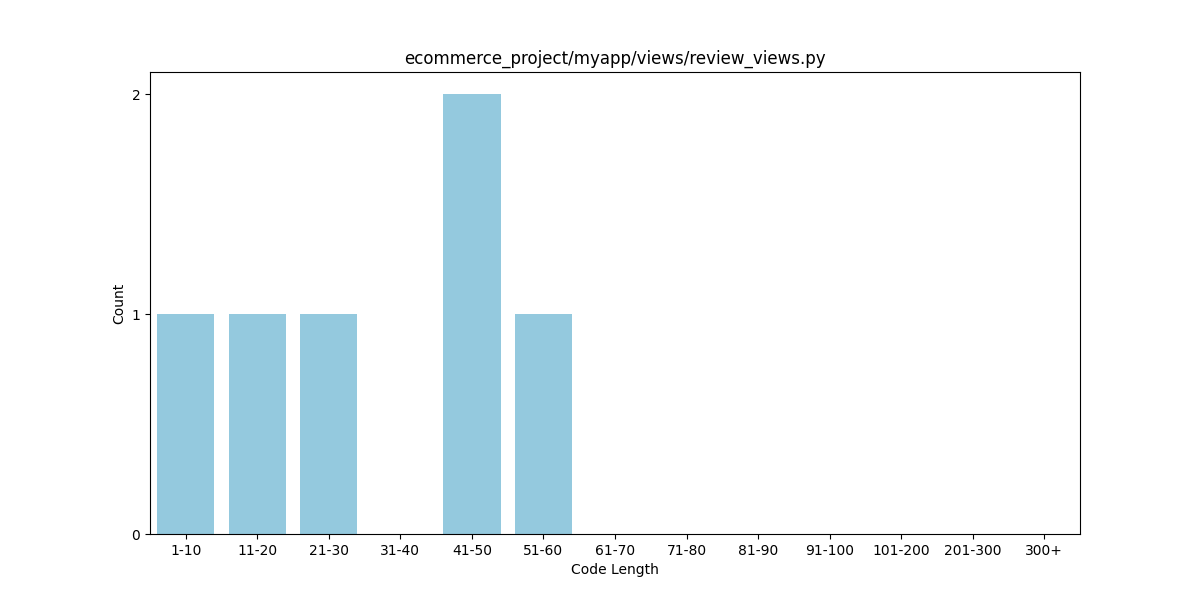 ecommerce_project/myapp/views/review_views.py
2
1
0
Count
1-10 11-20 21-30 31-40 41-50 51-60 61-70 71-80 81-90 91-100 101-200 201-300 300+
Code Length